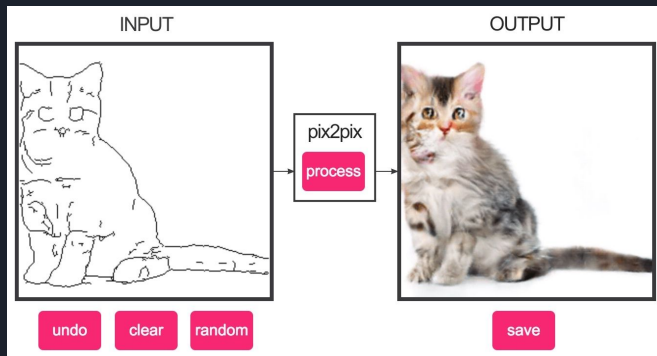 INPUT
OUTPUT
pix2pix
process
undo
clear
random
save